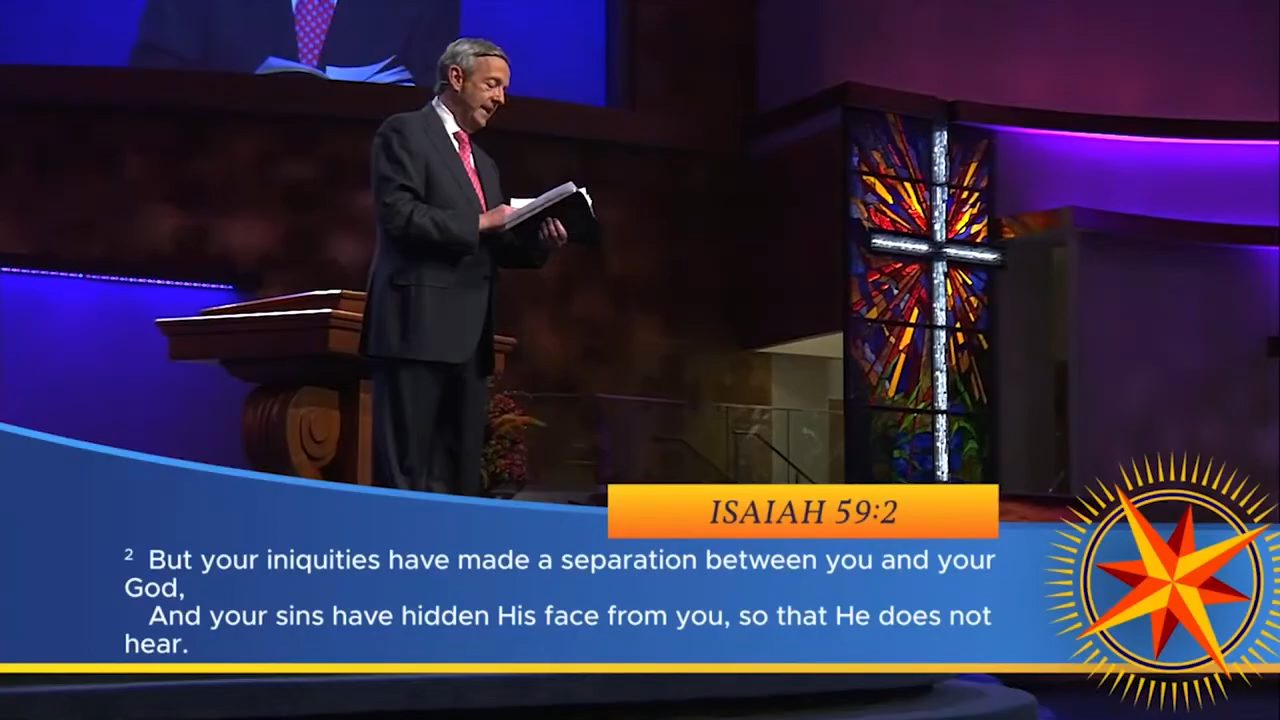 ISAIAH 59:2
2 But your iniquities have made a separation between you and your
God,
And your sins have hidden His face from you, so that He does not
hear.